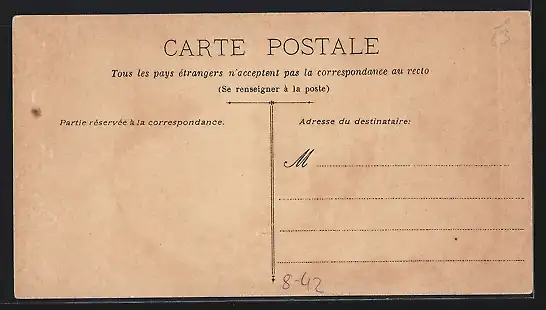 CARTE POSTALE
Tous les pays étrangers n'acceptent pas la correspondance au recto
(Se renseigner à la poste)
Partie réservée à la correspondance.
Adresse du destinataire:
M
8-42